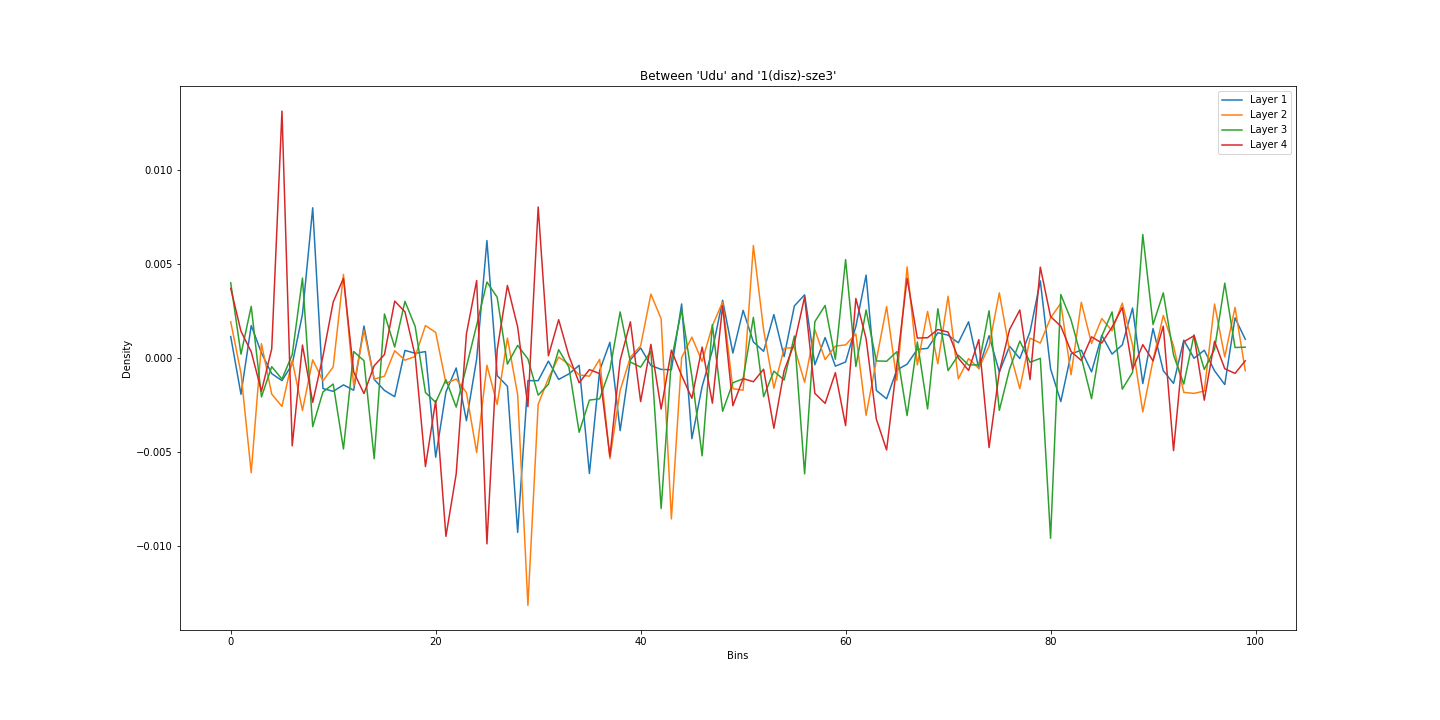 Between 'Udu' and '1(disz)-sze3'
Layer 1
Layer 2
Layer 3
Layer 4
0.010
0.005
0.000
−0.005
−0.010
Density
0 20 40 60 80 100
Bins